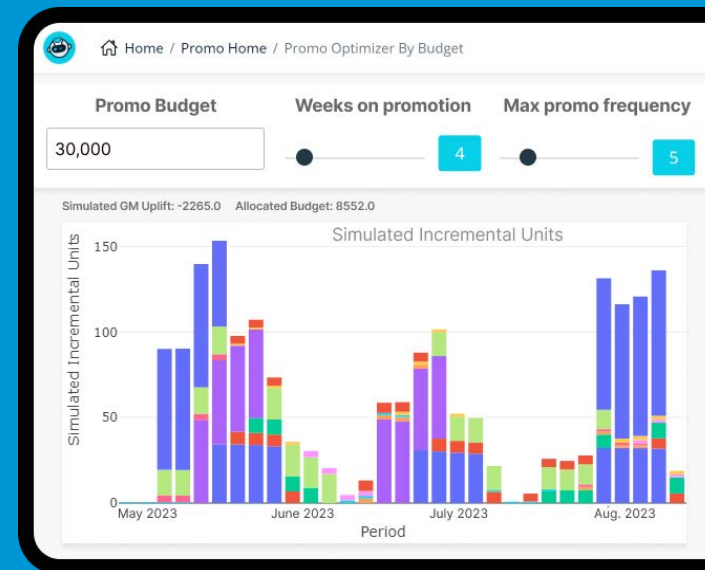 Home / Promo Home / Promo Optimizer By Budget
Promo Budget Weeks on promotion Max promo frequency
30,000 4 5
Simulated GM Uplift: -2265.0 Allocated Budget: 8552.0
Simulated Incremental Units
Simulated Incremental Units
150
100
50
0
May 2023 June 2023 July 2023 Aug. 2023
Period